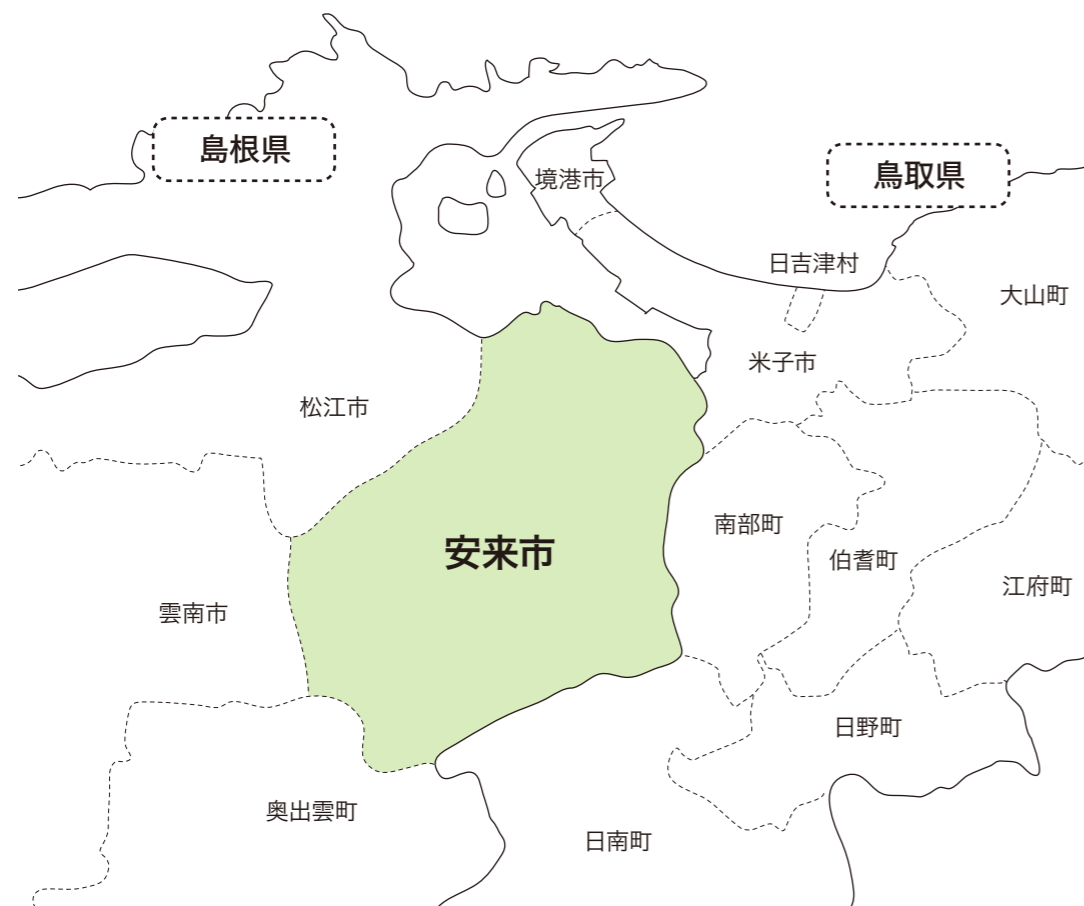 島根県
境港市
鳥取県
日吉津村
大山町
米子市
松江市
南部町
安来市
伯耆町
江府町
雲南市
日野町
奥出雲町
日南町